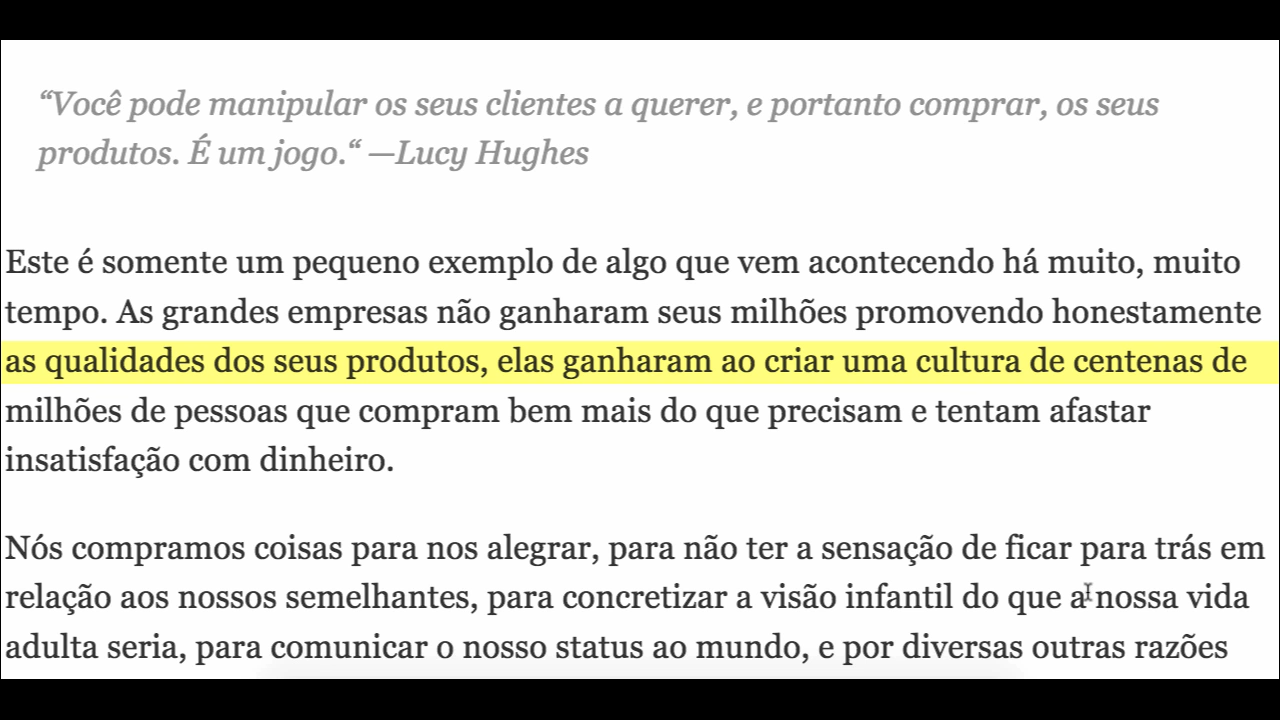 “Você pode manipular os seus clientes a querer, e portanto comprar, os seus
produtos. É um jogo.“ —Lucy Hughes
Este é somente um pequeno exemplo de algo que vem acontecendo há muito, muito
tempo. As grandes empresas não ganharam seus milhões promovendo honestamente
as qualidades dos seus produtos, elas ganharam ao criar uma cultura de centenas de
milhões de pessoas que compram bem mais do que precisam e tentam afastar
insatisfação com dinheiro.
Nós compramos coisas para nos alegrar, para não ter a sensação de ficar para trás em
relação aos nossos semelhantes, para concretizar a visão infantil do que a nossa vida
adulta seria, para comunicar o nosso status ao mundo, e por diversas outras razões